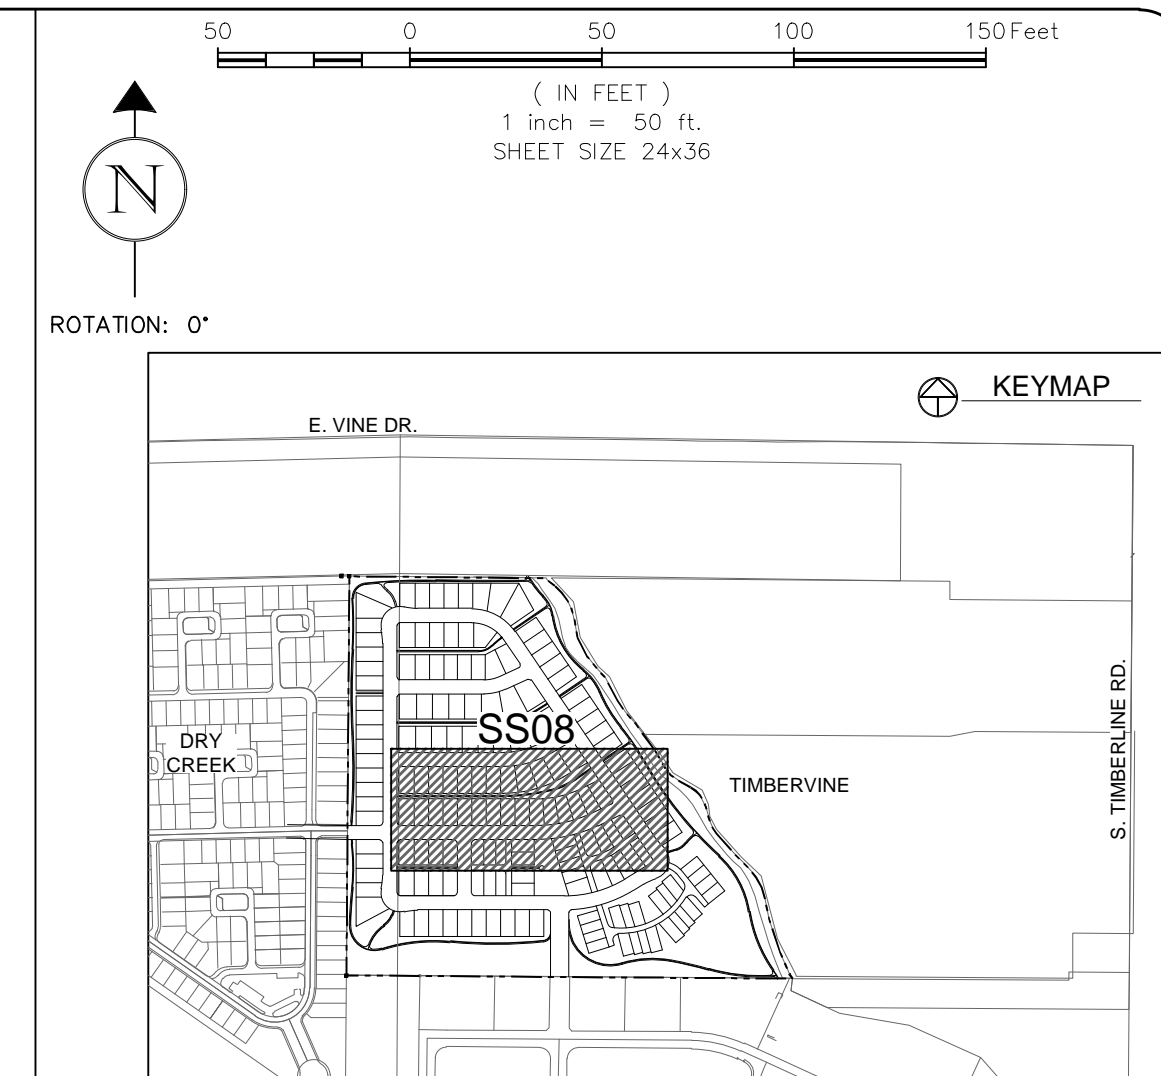 50 0 50 100 150 Feet
( IN FEET )
1 inch = 50 ft.
SHEET SIZE 24x36
N
ROTATION: 0°
KEYMAP
E. VINE DR.
S. TIMBERLINE RD.
SS08
DRY
CREEK
TIMBERVINE